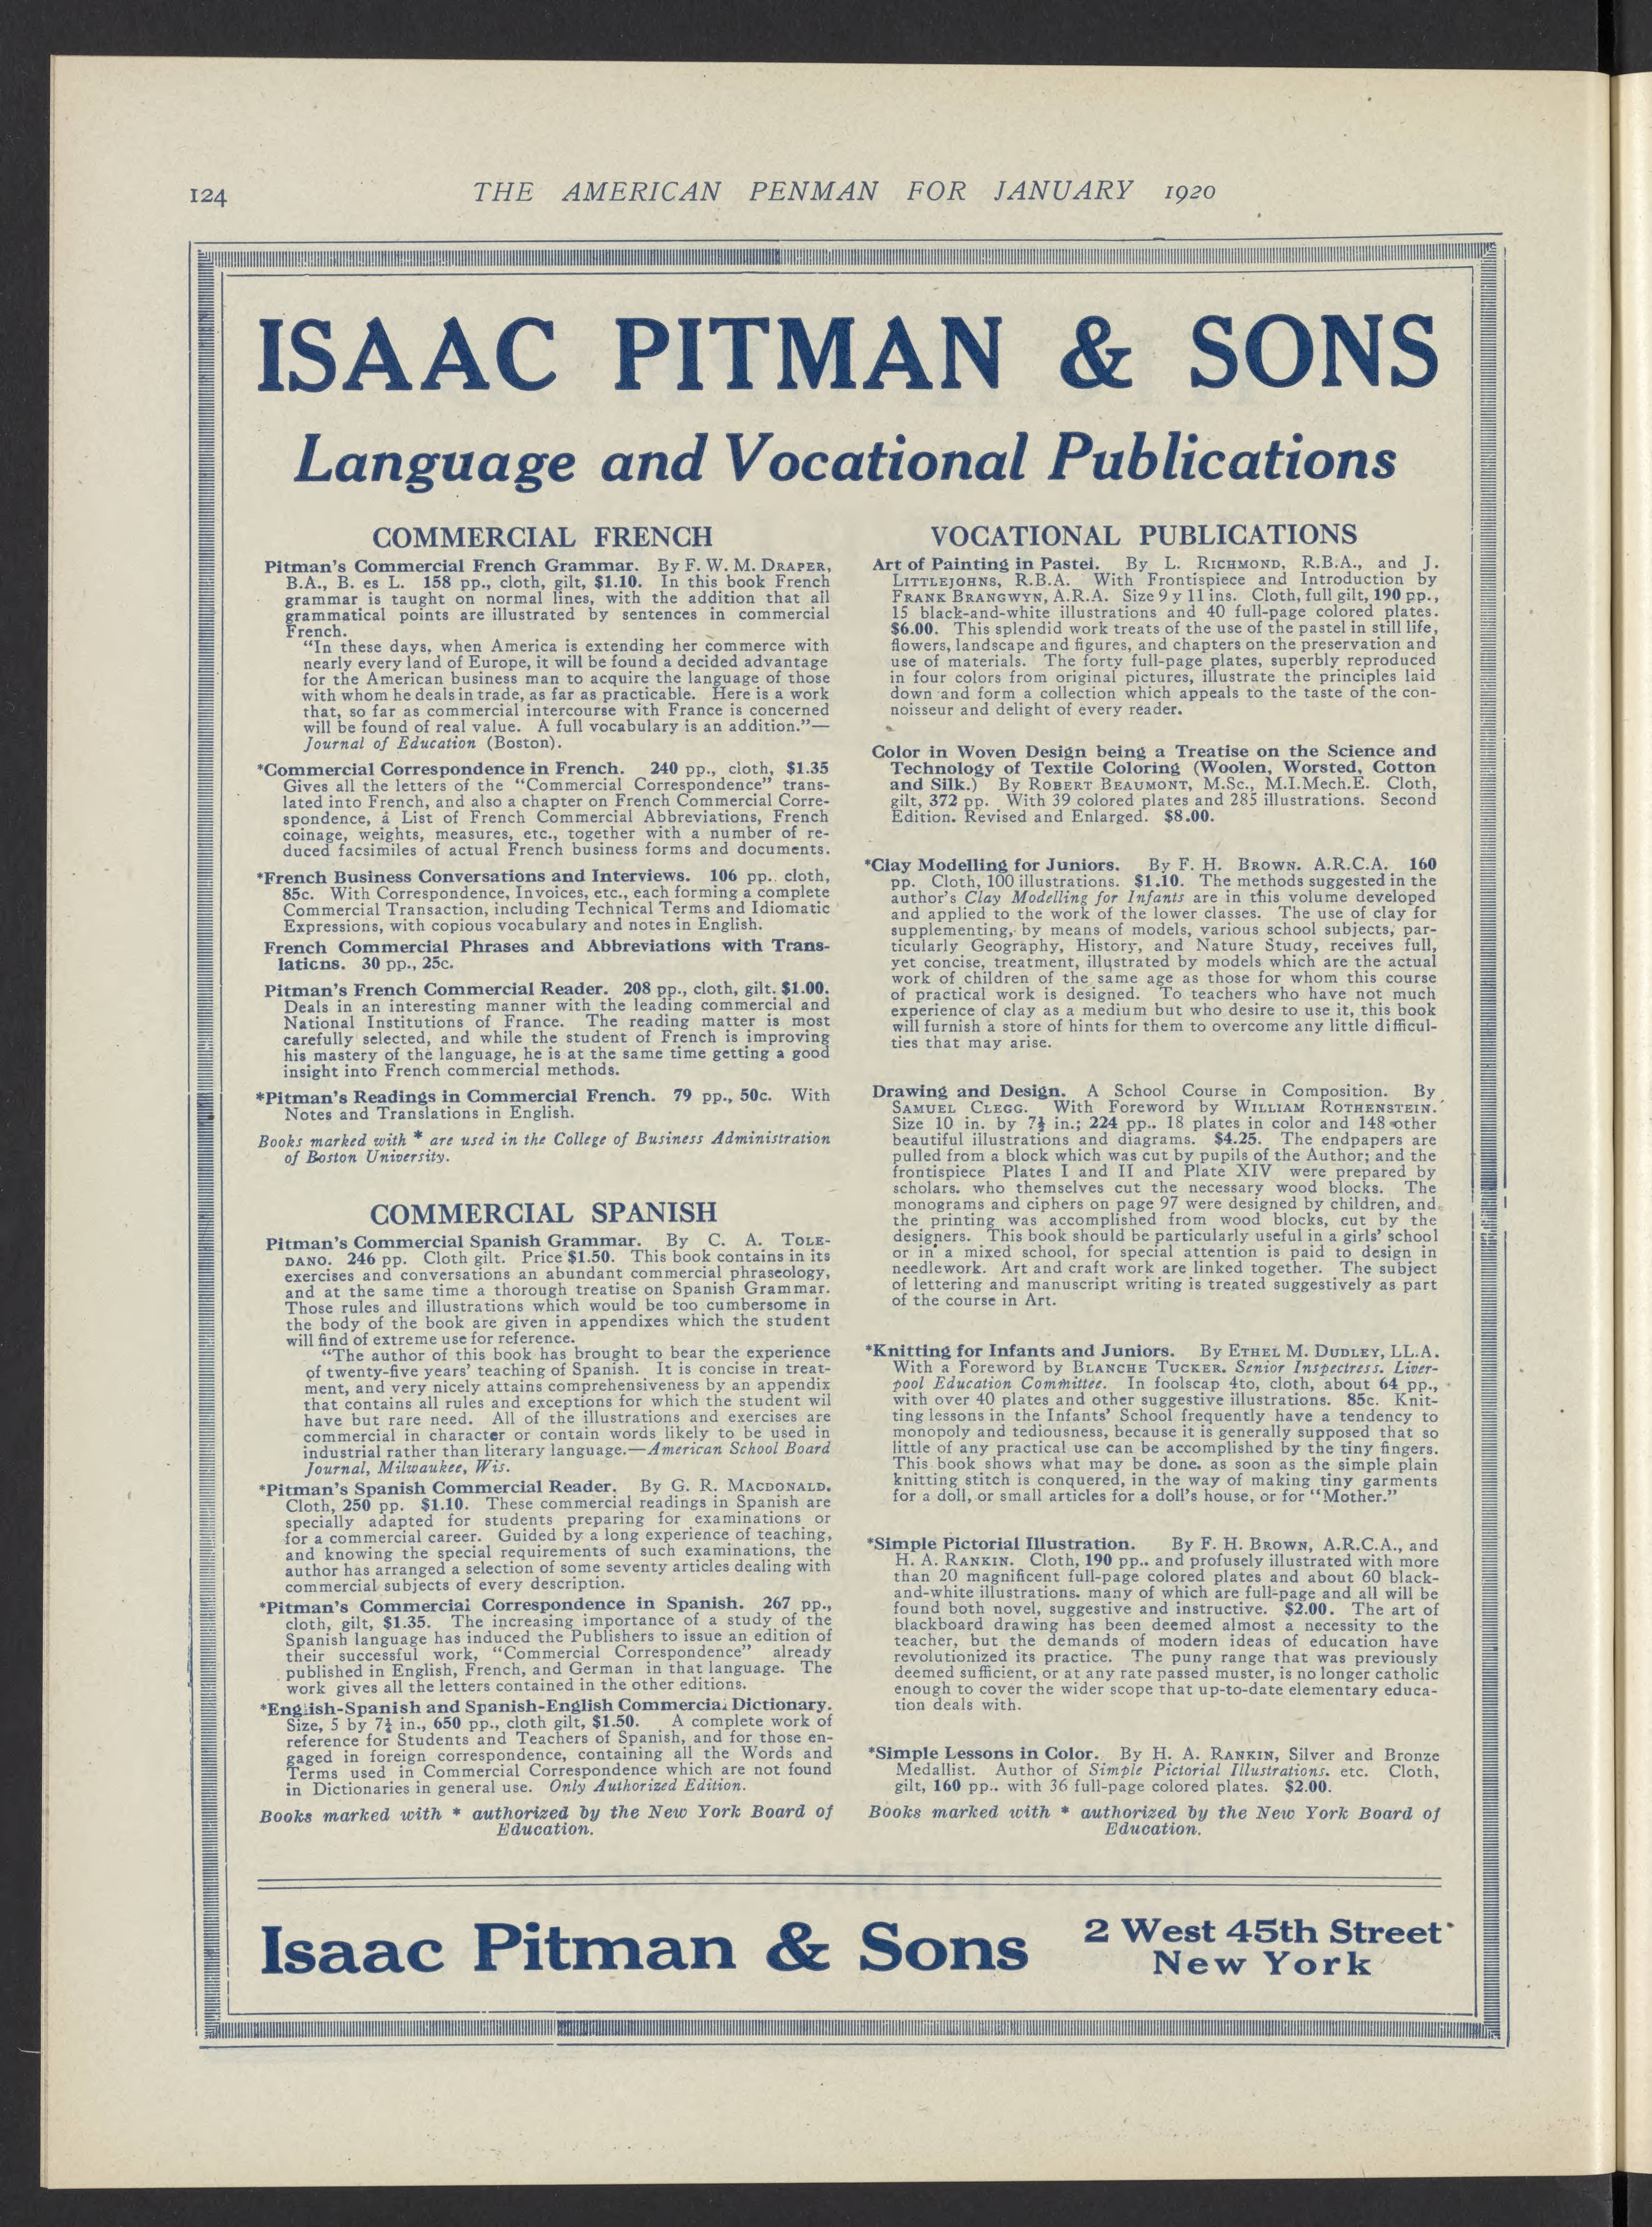 124
THE AMERICAN PENMAN FOR JANUARY 1920
ISAAC PITMAN & SONS
Language and Vocational Publications
COMMERCIAL FRENCH
Pitman's Commercial French Grammar. By F. W. M. DRAPER,
B.A., B. es L. 158 pp., cloth, gilt, $1.10. In this book French
grammar is taught on normal lines, with the addition that all
grammatical points are illustrated by sentences in commercial
French.
"In these days, when America is extending her commerce with
nearly every land of Europe, it will be found a decided advantage
for the American business man to acquire the language of those
with whom he deals in trade, as far as practicable. Here is a work
that, so far as commercial intercourse with France is concerned
will be found of real value. A full vocabulary is an addition."—
Journal of Education (Boston).
*Commercial Correspondence in French. 240 pp., cloth, $1.35
Gives all the letters of the "Commercial Correspondence" trans-
lated into French, and also a chapter on French Commercial Corre-
spondence, á List of French Commercial Abbreviations, French
coinage, weights, measures, etc., together with a number of re-
duced facsimiles of actual French business forms and documents.
*French Business Conversations and Interviews. 106 pp. cloth,
85c. With Correspondence, Invoices, etc., each forming a complete
Commercial Transaction, including Technical Terms and Idiomatic
Expressions, with copious vocabulary and notes in English.
French Commercial Phrases and Abbreviations with Trans-
laticns. 30 pp., 25c.
Pitman's French Commercial Reader. 208 pp., cloth, gilt. $1.00.
Deals in an interesting manner with the leading commercial and
National Institutions of France. The reading matter is most
carefully selected, and while the student of French is improving
his mastery of the language, he is at the same time getting a good
insight into French commercial methods.
*Pitman's Readings in Commercial French. 79 pp., 50c. With
Notes and Translations in English.
Books marked with * are used in the College of Business Administration
of Boston University.
COMMERCIAL SPANISH
Pitman's Commercial Spanish Grammar. By C. A. TOLE-
DANO. 246 pp. Cloth gilt. Price $1.50. This book contains in its
exercises and conversations an abundant commercial phraseology,
and at the same time a thorough treatise on Spanish Grammar.
Those rules and illustrations which would be too cumbersome in
the body of the book are given in appendixes which the student
will find of extreme use for reference.
"The author of this book has brought to bear the experience
of twenty-five years' teaching of Spanish. It is concise in treat-
ment, and very nicely attains comprehensiveness by an appendix
that contains all rules and exceptions for which the student wil
have but rare need. All of the illustrations and exercises are
commercial in character or contain words likely to be used in
industrial rather than literary language.—American School Board
Journal, Milwaukee, Wis.
*Pitman's Spanish Commercial Reader. By G. R. MACDONALD.
Cloth, 250 pp. $1.10. These commercial readings in Spanish are
specially adapted for students preparing for examinations or
for a commercial career. Guided by a long experience of teaching,
and knowing the special requirements of such examinations, the
author has arranged a selection of some seventy articles dealing with
commercial subjects of every description.
*Pitman's Commercial Correspondence in Spanish. 267 pp.,
cloth, gilt, $1.35. The increasing importance of a study of the
Spanish language has induced the Publishers to issue an edition of
their successful work, "Commercial Correspondence" already
published in English, French, and German in that language. The
work gives all the letters contained in the other editions.
*English-Spanish and Spanish-English Commercial Dictionary.
Size, 5 by 7½ in., 650 pp., cloth gilt, $1.50. A complete work of
reference for Students and Teachers of Spanish, and for those en-
gaged in foreign correspondence, containing all the Words and
Terms used in Commercial Correspondence which are not found
in Dictionaries in general use. Only Authorized Edition.
Books marked with * authorized by the New York Board of
Education.
VOCATIONAL PUBLICATIONS
Art of Painting in Pastel. By L. RICHMOND, R.B.A., and J.
LITTLEJOHNS, R.B.A. With Frontispiece and Introduction by
FRANK BRANGWYN, A.R.A. Size 9 y 11 ins. Cloth, full gilt, 190 pp.,
15 black-and-white illustrations and 40 full-page colored plates.
$6.00. This splendid work treats of the use of the pastel in still life,
flowers, landscape and figures, and chapters on the preservation and
use of materials. The forty full-page plates, superbly reproduced
in four colors from original pictures, illustrate the principles laid
down and form a collection which appeals to the taste of the con-
noisseur and delight of every reader.
Color in Woven Design being a Treatise on the Science and
Technology of Textile Coloring (Woolen, Worsted, Cotton
and Silk.) By ROBERT BEAUMONT, M.Sc., M.I.Mech.E. Cloth,
gilt, 372 pp. With 39 colored plates and 285 illustrations. Second
Edition. Revised and Enlarged. $8.00.
*Clay Modelling for Juniors. By F. H. BROWN. A.R.C.A. 160
pp. Cloth, 100 illustrations. $1.10. The methods suggested in the
author's Clay Modelling for Infants are in this volume developed
and applied to the work of the lower classes. The use of clay for
supplementing, by means of models, various school subjects, par-
ticularly Geography, History, and Nature Study, receives full,
yet concise, treatment, illustrated by models which are the actual
work of children of the same age as those for whom this course
of practical work is designed. To teachers who have not much
experience of clay as a medium but who desire to use it, this book
will furnish a store of hints for them to overcome any little difficul-
ties that may arise.
Drawing and Design. A School Course in Composition. By
SAMUEL CLEGG. With Foreword by WILLIAM ROTHENSTEIN.
Size 10 in. by 7½ in.; 224 pp.. 18 plates in color and 148 other
beautiful illustrations and diagrams. $4.25. The endpapers are
pulled from a block which was cut by pupils of the Author; and the
frontispiece Plates I and II and Plate XIV were prepared by
scholars. who themselves cut the necessary wood blocks. The
monograms and ciphers on page 97 were designed by children, and
the printing was accomplished from wood blocks, cut by the
designers. This book should be particularly useful in a girls' school
or in a mixed school, for special attention is paid to design in
needlework. Art and craft work are linked together. The subject
of lettering and manuscript writing is treated suggestively as part
of the course in Art.
*Knitting for Infants and Juniors. By ETHEL M. DUDLEY, LL.A.
With a Foreword by BLANCHE TUCKER. Senior Inspectress. Liver-
pool Education Committee. In foolscap 4to, cloth, about 64 pp.,
with over 40 plates and other suggestive illustrations. 85c. Knit-
ting lessons in the Infants' School frequently have a tendency to
monopoly and tediousness, because it is generally supposed that so
little of any practical use can be accomplished by the tiny fingers.
This book shows what may be done. as soon as the simple plain
knitting stitch is conquered, in the way of making tiny garments
for a doll, or small articles for a doll's house, or for "Mother."
*Simple Pictorial Illustration. By F. H. BROWN, A.R.C.A., and
H. A. RANKIN. Cloth, 190 pp.. and profusely illustrated with more
than 20 magnificent full-page colored plates and about 60 black-
and-white illustrations. many of which are full-page and all will be
found both novel, suggestive and instructive. $2.00. The art of
blackboard drawing has been deemed almost a necessity to the
teacher, but the demands of modern ideas of education have
revolutionized its practice. The puny range that was previously
deemed sufficient, or at any rate passed muster, is no longer catholic
enough to cover the wider scope that up-to-date elementary educa-
tion deals with.
*Simple Lessons in Color. By H. A. RANKIN, Silver and Bronze
Medallist. Author of Simple Pictorial Illustrations. etc. Cloth,
gilt, 160 pp.. with 36 full-page colored plates. $2.00.
Books marked with * authorized by the New York Board of
Education.
Isaac Pitman & Sons
2 West 45th Street
New York